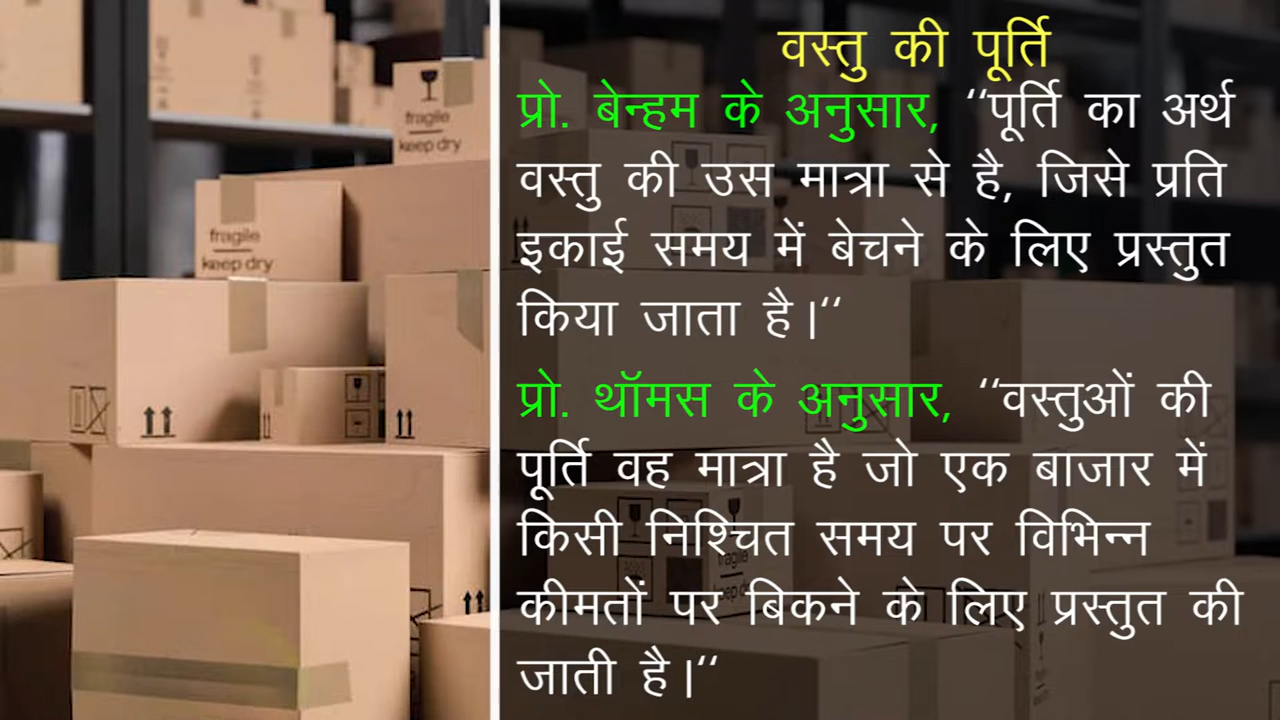 वस्तु की पूर्ति
प्रो. बेन्हम के अनुसार, ‘‘पूर्ति का अर्थ
वस्तु की उस मात्रा से है, जिसे प्रति
इकाई समय में बेचने के लिए प्रस्तुत
किया जाता है।‘‘
प्रो. थॉमस के अनुसार, ‘‘वस्तुओं की
पूर्ति वह मात्रा है जो एक बाजार में
किसी निश्चित समय पर विभिन्न
कीमतों पर बिकने के लिए प्रस्तुत की
जाती है।‘‘
fragile
keep dry
fragile
keep dry
fragile